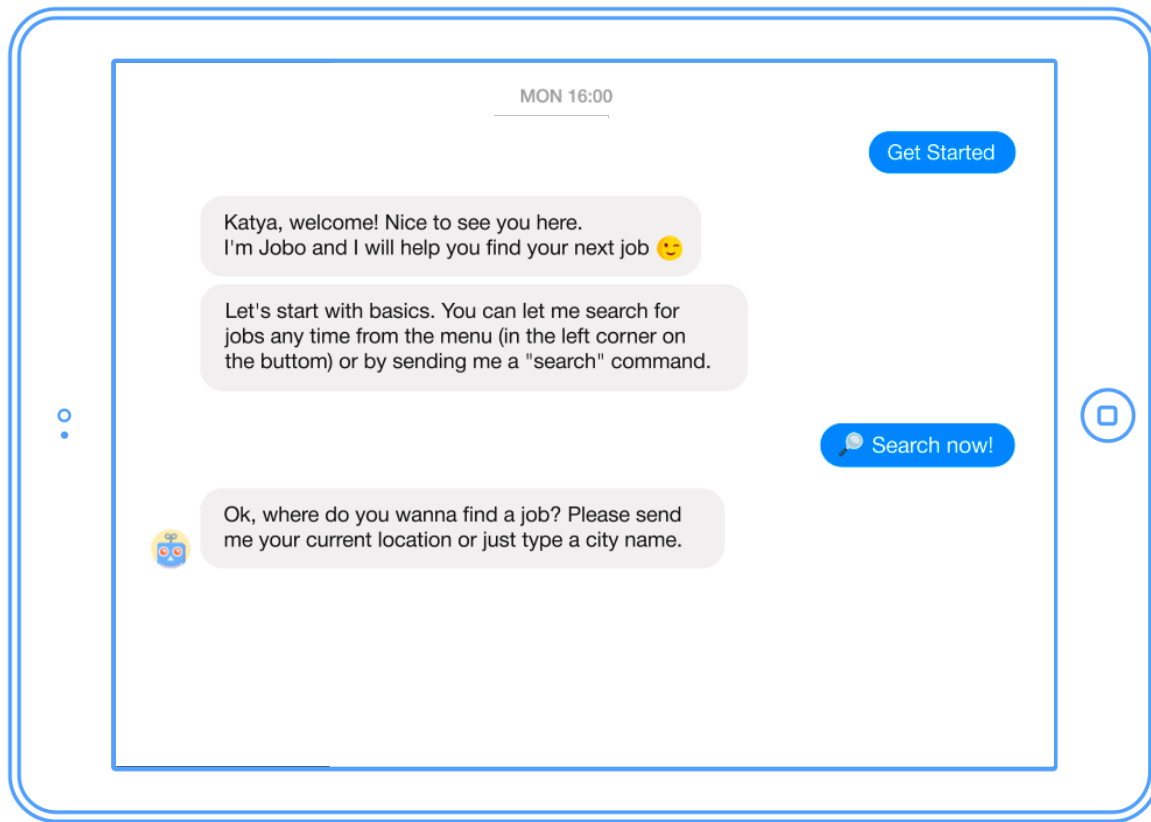 MON 16:00
Get Started
Katya, welcome! Nice to see you here.
I'm Jobo and I will help you find your next job 😉
Let's start with basics. You can let me search for
jobs any time from the menu (in the left corner on
the buttom) or by sending me a "search" command.
🔎 Search now!
Ok, where do you wanna find a job? Please send
me your current location or just type a city name.